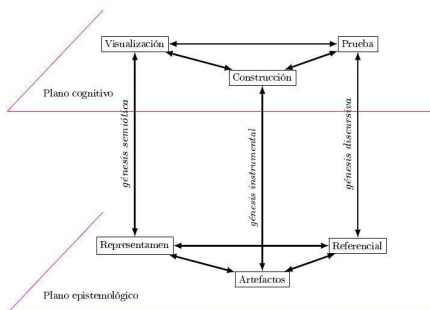 Visualización
Prueba
Construcción
Plano cognitivo
génesis semiótica
génesis instrumental
génesis discursiva
Representamen
Referencial
Artefactos
Plano epistemológico